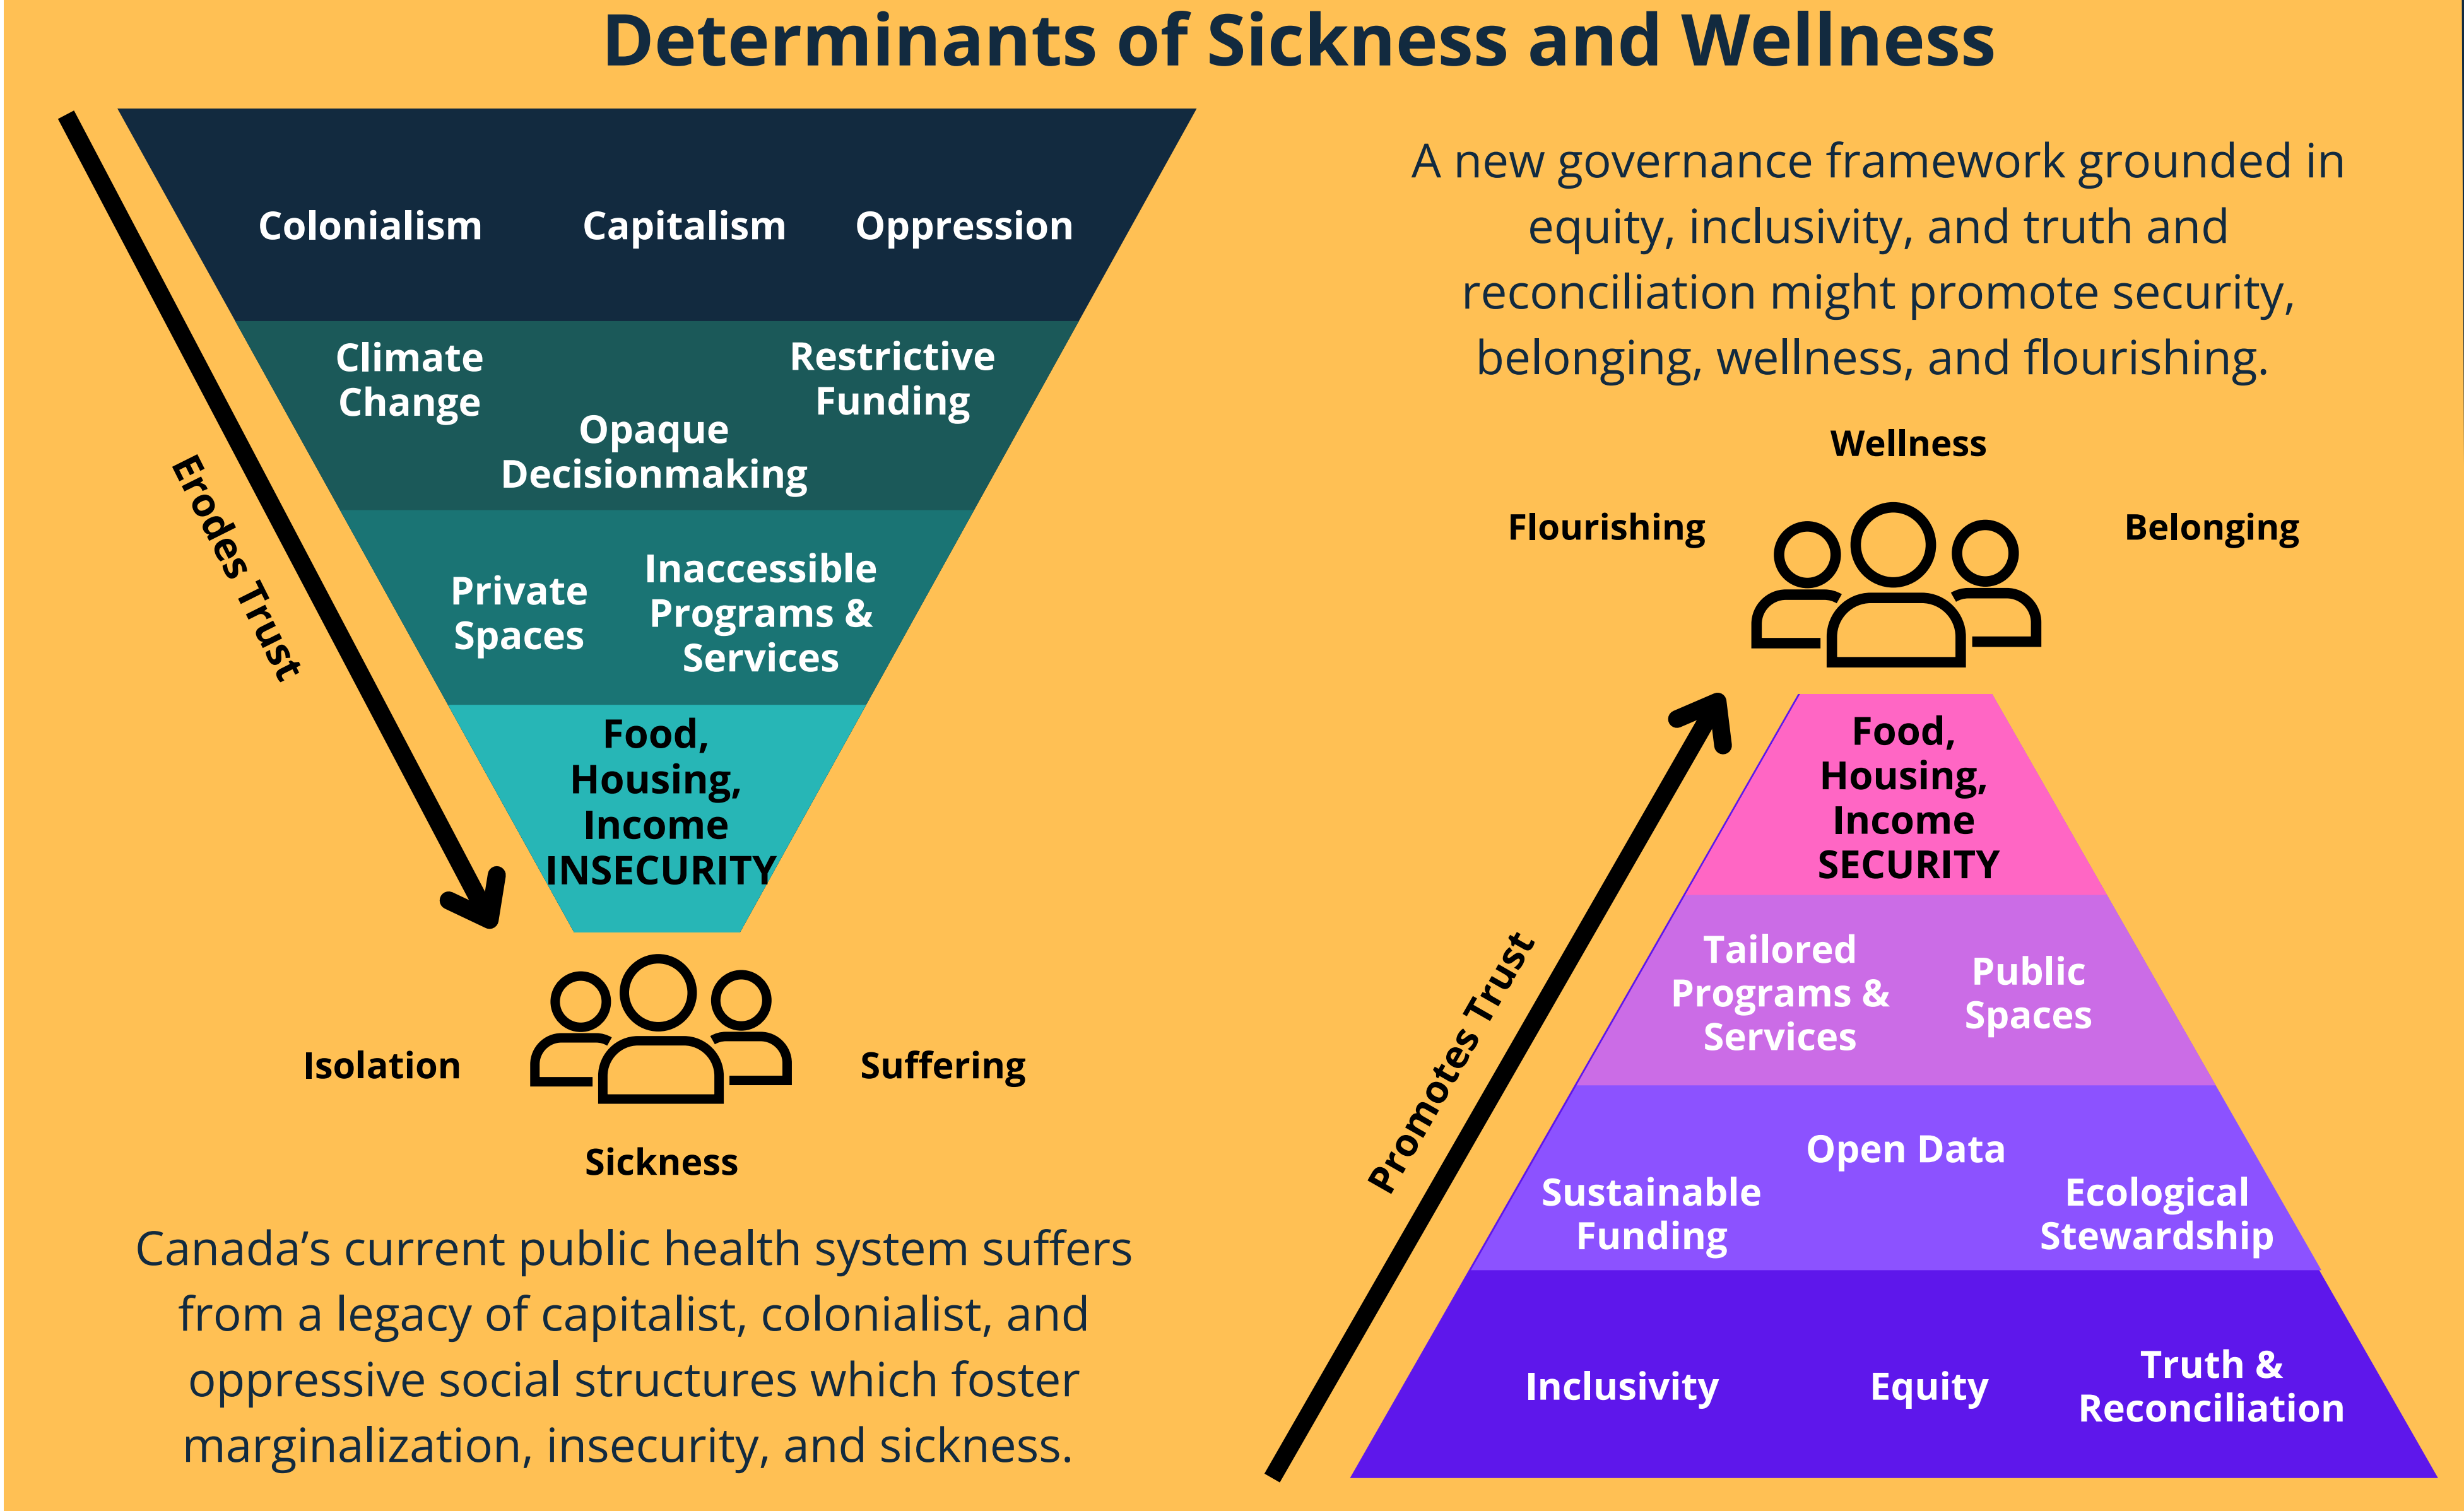 Determinants of Sickness and Wellness
Colonialism
Capitalism
Oppression
Climate
Change
Restrictive
Funding
Opaque
Decisionmaking
Private
Spaces
Inaccessible
Programs &
Services
Food,
Housing,
Income
INSECURITY
Erodes Trust
Isolation
Suffering
Sickness
Canada’s current public health system suffers
from a legacy of capitalist, colonialist, and
oppressive social structures which foster
marginalization, insecurity, and sickness.
A new governance framework grounded in
equity, inclusivity, and truth and
reconciliation might promote security,
belonging, wellness, and flourishing.
Wellness
Flourishing
Belonging
Food,
Housing,
Income
SECURITY
Tailored
Programs &
Services
Public
Spaces
Promotes Trust
Open Data
Sustainable
Funding
Ecological
Stewardship
Inclusivity
Equity
Truth &
Reconciliation